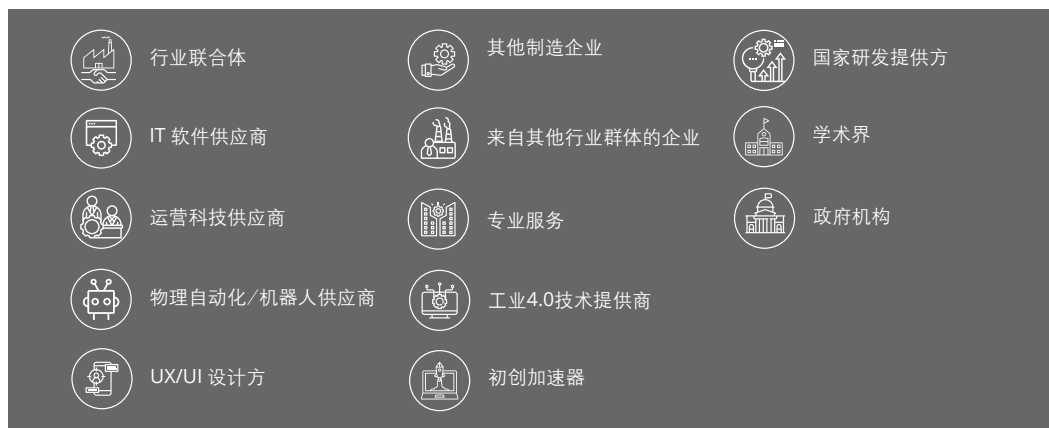 行业联合体
IT 软件供应商
运营科技供应商
物理自动化/机器人供应商
UX/UI 设计方
其他制造企业
来自其他行业群体的企业
专业服务
工业4.0技术提供商
初创加速器
国家研发提供方
学术界
政府机构